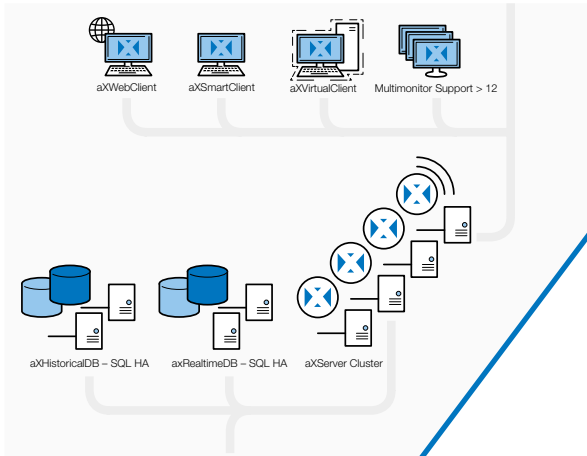 aXWebClient
aXSmartClient
aXVirtualClient
Multimonitor Support > 12
aXHistoricalDB – SQL HA
axRealtimeDB – SQL HA
aXServer Cluster